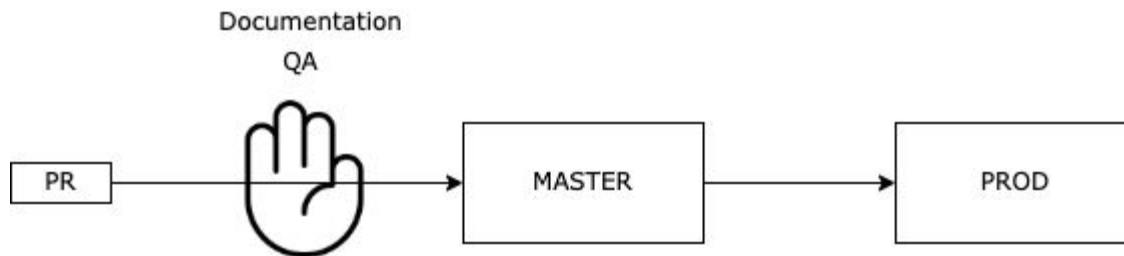 Documentation
QA
PR
MASTER
PROD